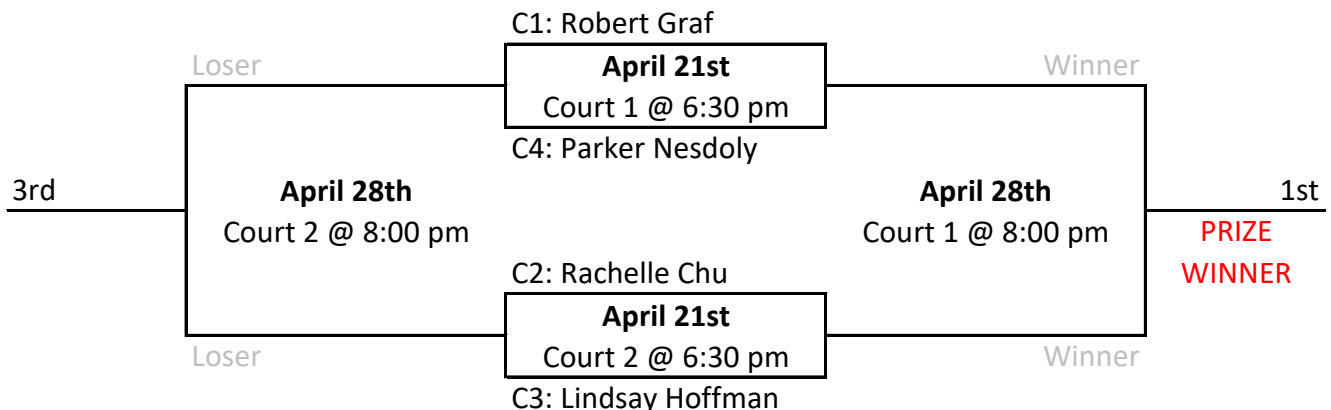 C1: Robert Graf
Loser
April 21st
Winner
Court 1 @ 6:30 pm
C4: Parker Nesdoly
3rd
April 28th
April 28th
1st
Court 2 @ 8:00 pm
Court 1 @ 8:00 pm
PRIZE
WINNER
C2: Rachelle Chu
April 21st
Loser
Court 2 @ 6:30 pm
Winner
C3: Lindsay Hoffman